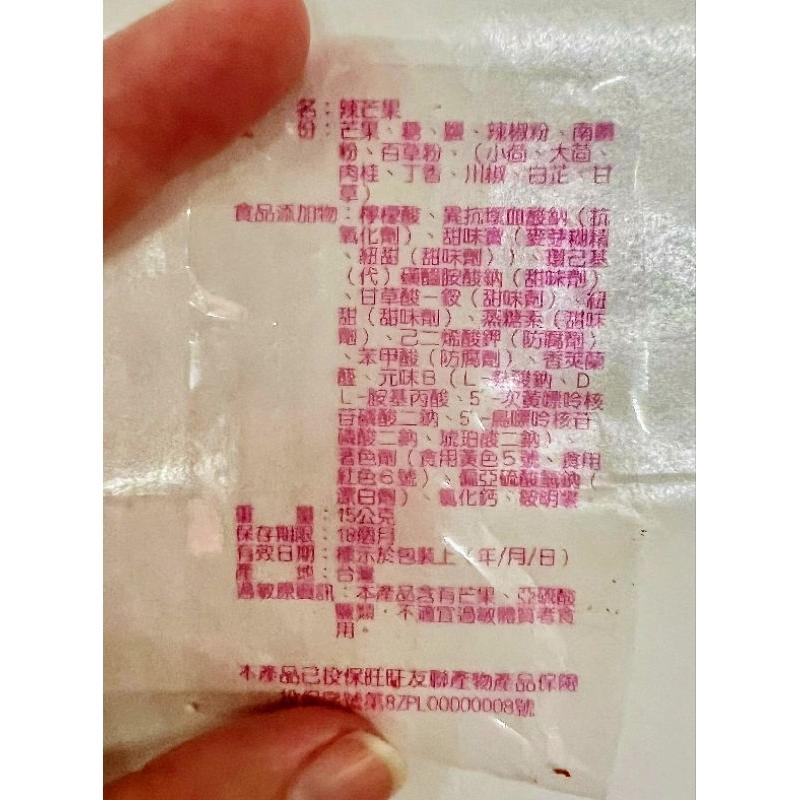 名：辣芒果
份：芒果、糖、鹽、辣椒粉、南薑
粉、百草粉、（小茴、大茴、
肉桂、丁香、川椒、白芷、甘
草）
食品添加物：檸檬酸、異抗壞血酸鈉（抗
氧化劑）、甜味寶（麥芽糊精
、紐甜（甜味劑））、環己基
（代）磺醯胺酸鈉（甜味劑）
、甘草酸一銨（甜味劑）、紐
甜（甜味劑）、蔗糖素（甜味
劑）、己二烯酸鉀（防腐劑）
、苯甲酸（防腐劑）、香莢蘭
醛、元味B（L-麩酸鈉、D
L-胺基丙酸、5'-次黃嘌呤核
苷磷酸二鈉、5'-鳥嘌呤核苷
磷酸二鈉、琥珀酸二鈉）、
著色劑（食用黃色5號、食用
紅色6號）、偏亞硫酸氫鈉（
漂白劑）、氯化鈣、鉀明礬
重量：15公克
保存期限：18個月
有效日期：標示於包裝上（年/月/日）
產地：台灣
過敏原資訊：本產品含有芒果、亞硫酸
鹽類，不適宜過敏體質者食
用。
本產品已投保旺旺友聯產物產品保險
投保字號第8ZPL00000008號